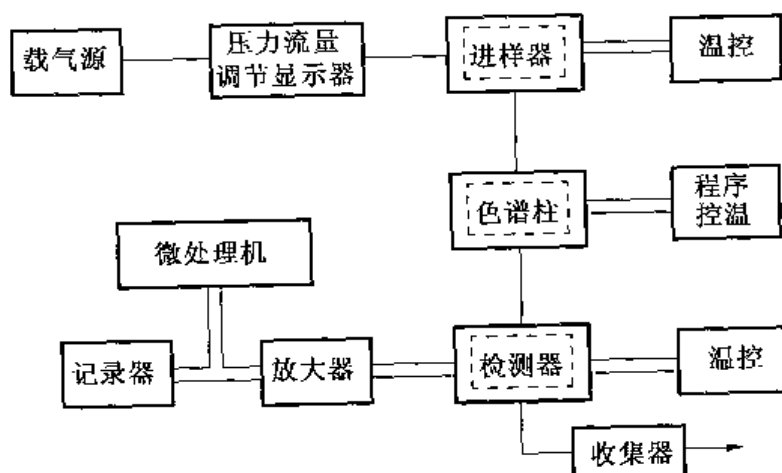 载气源
压力流量
调节显示器
进样器
温控
色谱柱
程序
控温
微处理机
记录器
放大器
检测器
温控
收集器